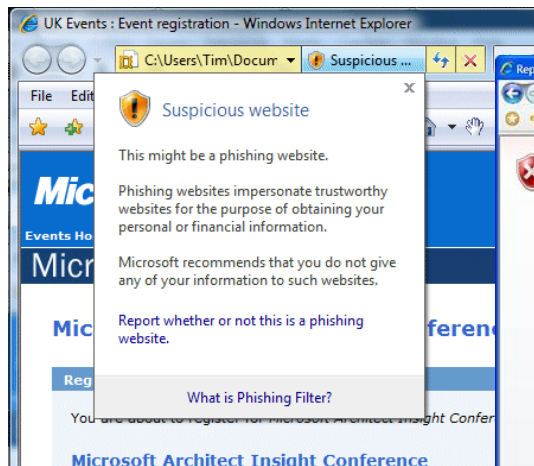 UK Events : Event registration - Windows Internet Explorer
C:\Users\Tim\Docum
Suspicious ...
Rep
File Edit
Suspicious website
This might be a phishing website.
Phishing websites impersonate trustworthy
websites for the purpose of obtaining your
personal or financial information.
Microsoft recommends that you do not give
any of your information to such websites.
Report whether or not this is a phishing
website.
What is Phishing Filter?
Mic
Events Ho
Micr
Mic
feren
Reg
You are about to register for Microsoft Architect Insight Confer
Microsoft Architect Insight Conference